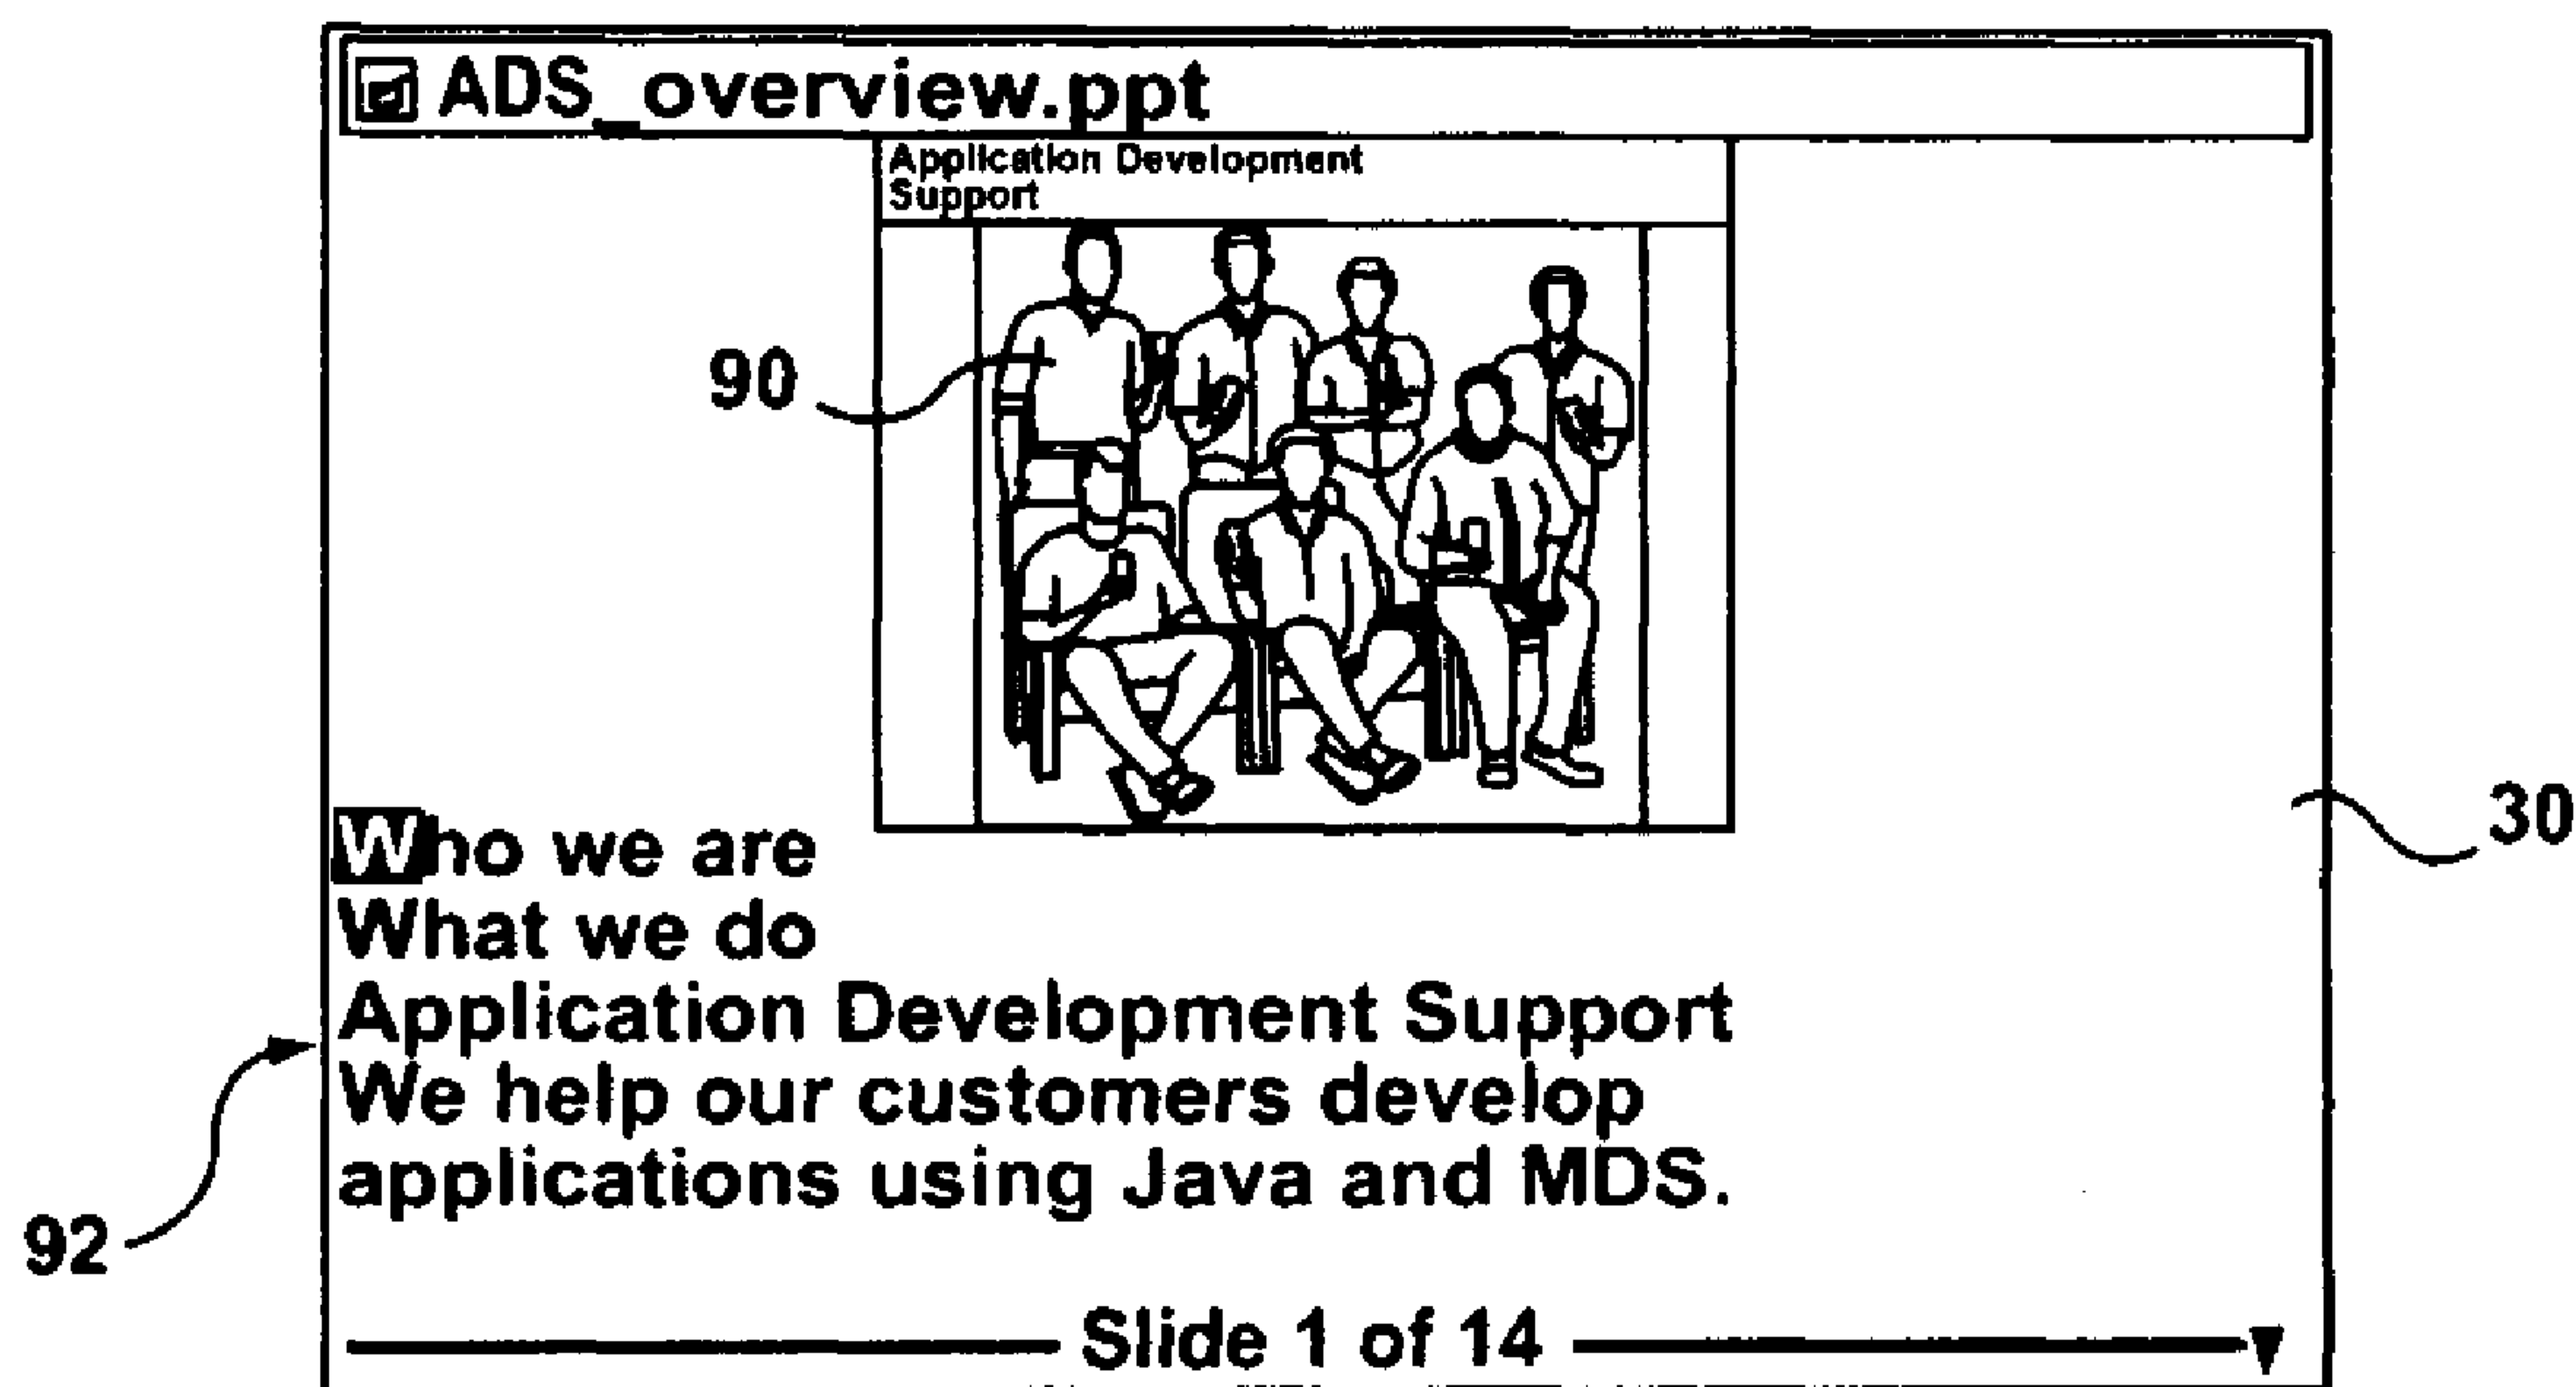 ADS_overview.ppt
Application Development
Support
90
30
Who we are
What we do
Application Development Support
We help our customers develop
applications using Java and MDS.
92
Slide 1 of 14